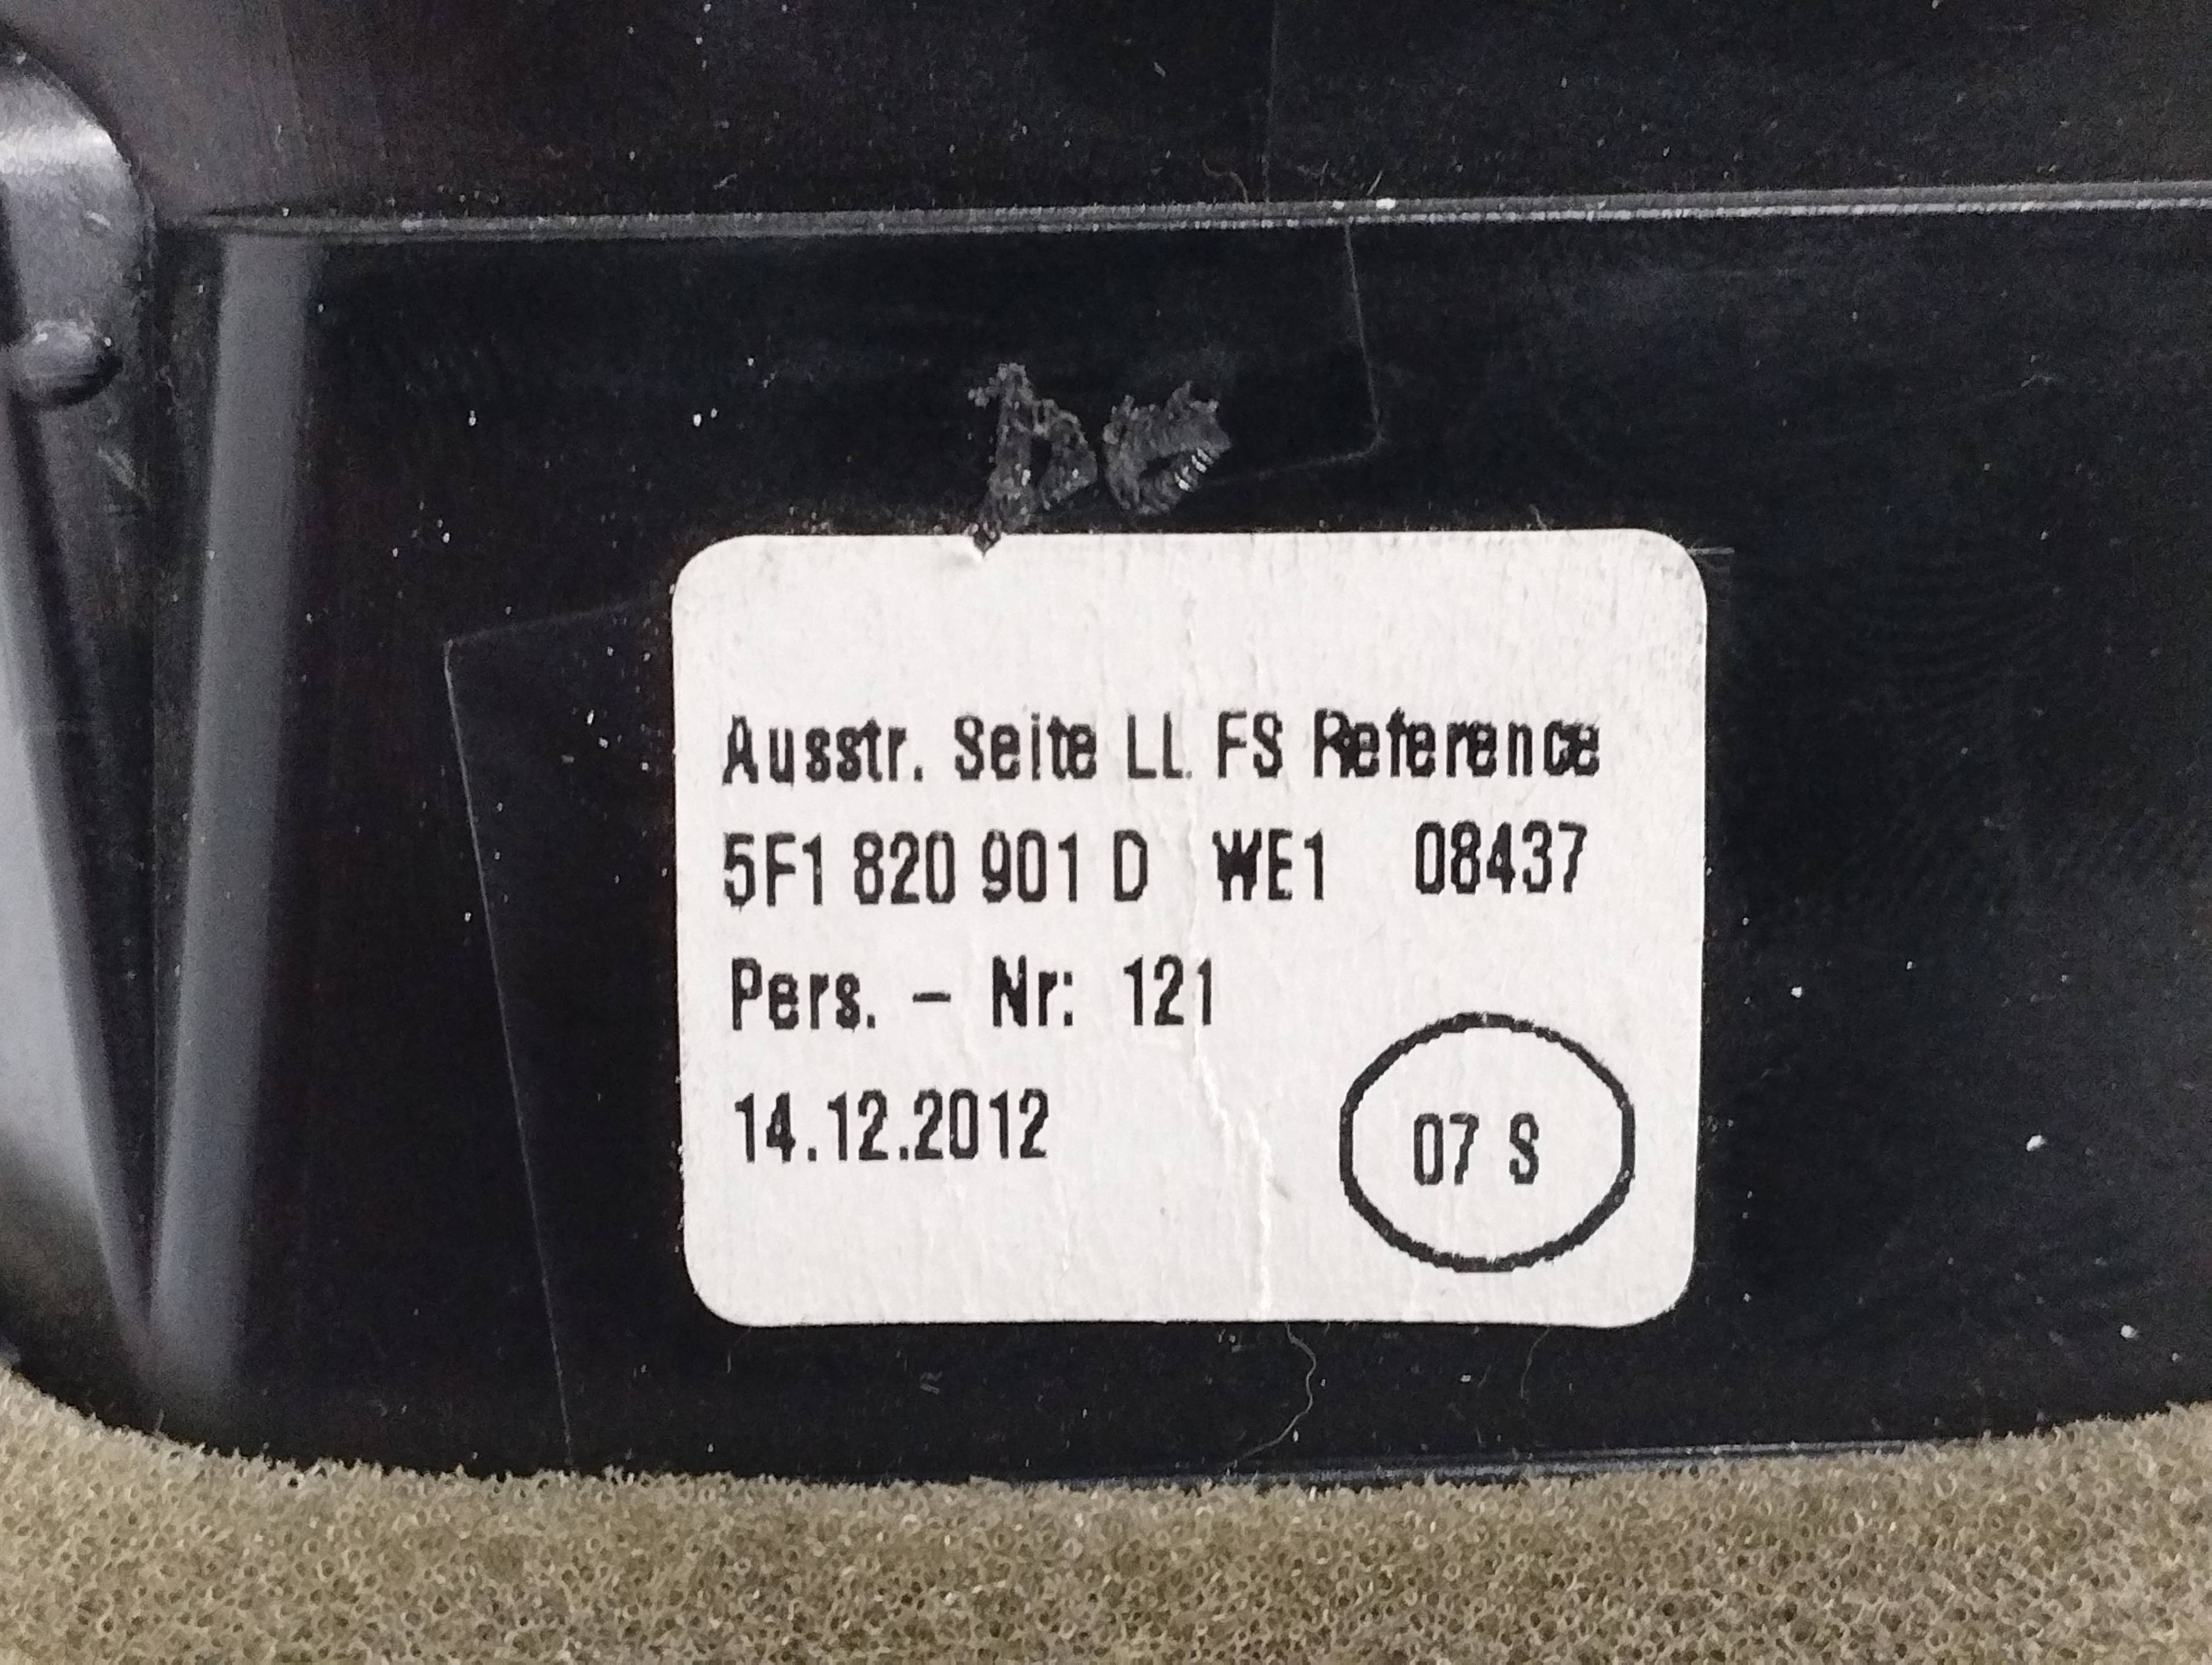 Ausstr. Seite LL FS Reference
5F1 820 901 D WE1 08437
Pers. - Nr: 121
14.12.2012
07 S